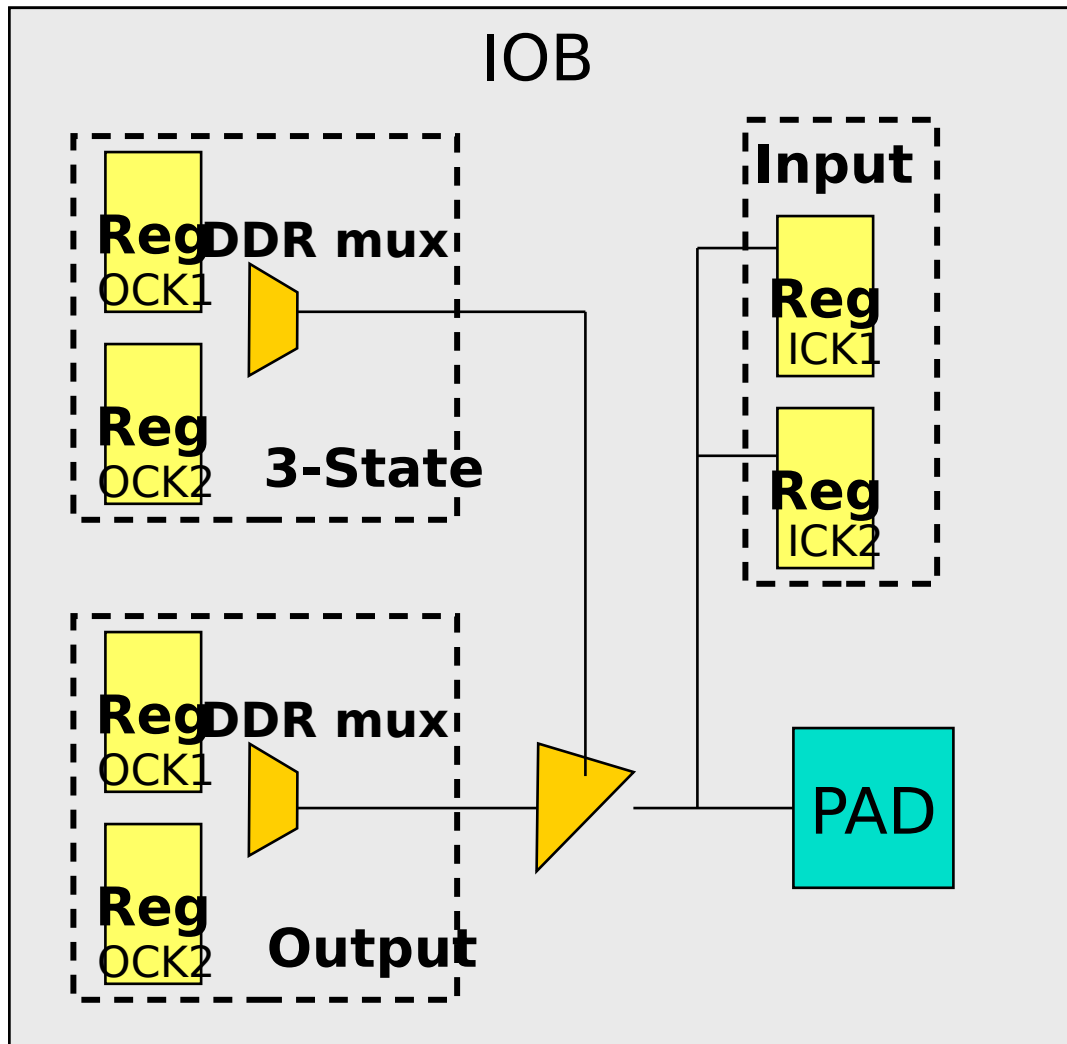 IOB
Reg
OCK1
DDR mux
Reg
OCK2
3-State
Input
Reg
ICK1
Reg
ICK2
Reg
OCK1
DDR mux
Reg
OCK2
Output
PAD